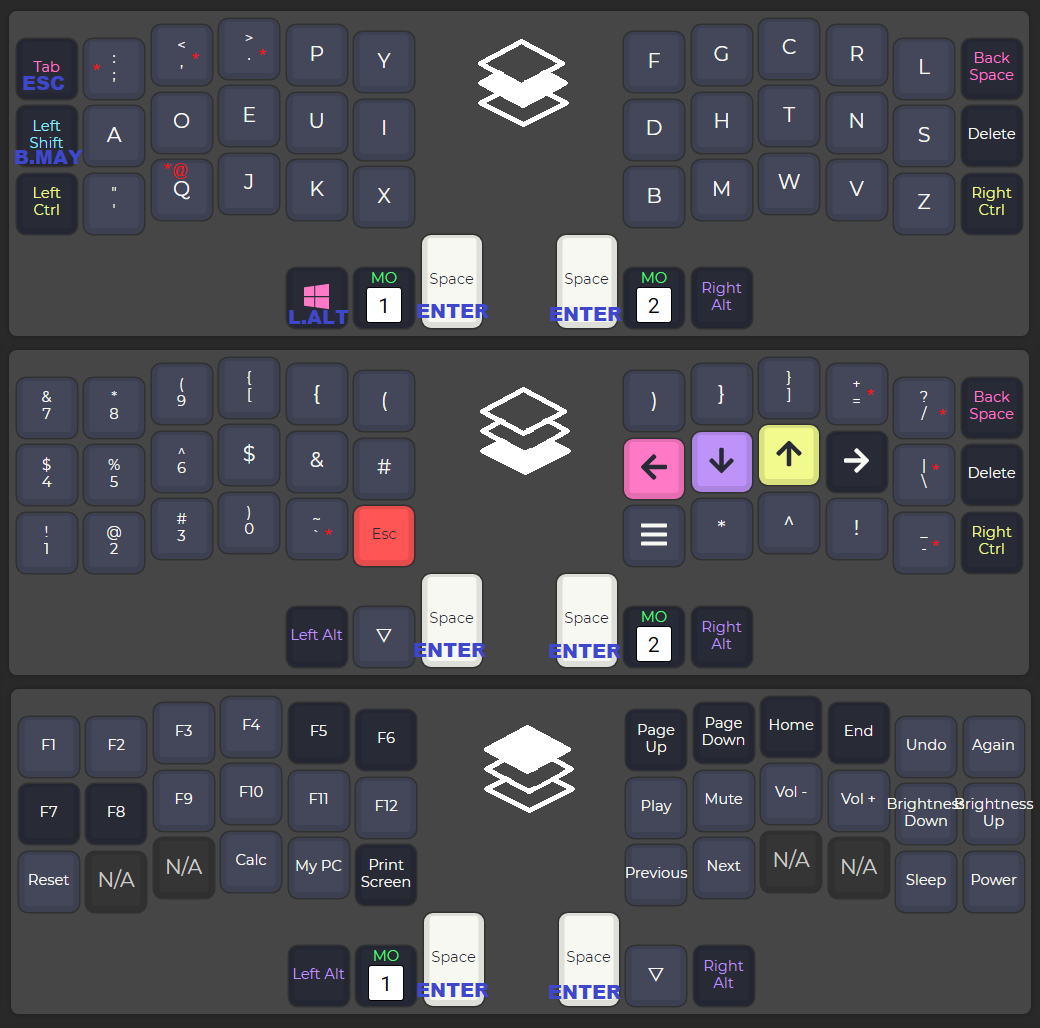 Tab
ESC
* :
;
<
, *
>
. *
P
Y
F
G
C
R
L
Back
Space
Left
Shift
B.MAY
A
O
E
U
I
D
H
T
N
S
Delete
Left
Ctrl
"
'
*@
Q
J
K
X
B
M
W
V
Z
Right
Ctrl
L.ALT
MO
1
Space
ENTER
Space
ENTER
MO
2
Right
Alt
&
7
*
8
(
9
{
[
{
(
)
}
}
]
+
= *
?
/ *
Back
Space
$
4
%
5
^
6
$
&
#
←
↓
↑
→
| *
\
Delete
!
1
@
2
#
3
)
0
~
` *
Esc
☰
*
^
!
_
- *
Right
Ctrl
Left Alt
▽
Space
ENTER
Space
ENTER
MO
2
Right
Alt
F1
F2
F3
F4
F5
F6
Page
Up
Page
Down
Home
End
Undo
Again
F7
F8
F9
F10
F11
F12
Play
Mute
Vol -
Vol +
Brightness
Down
Brightness
Up
Reset
N/A
N/A
Calc
My PC
Print
Screen
Previous
Next
N/A
N/A
Sleep
Power
Left Alt
MO
1
Space
ENTER
Space
ENTER
▽
Right
Alt